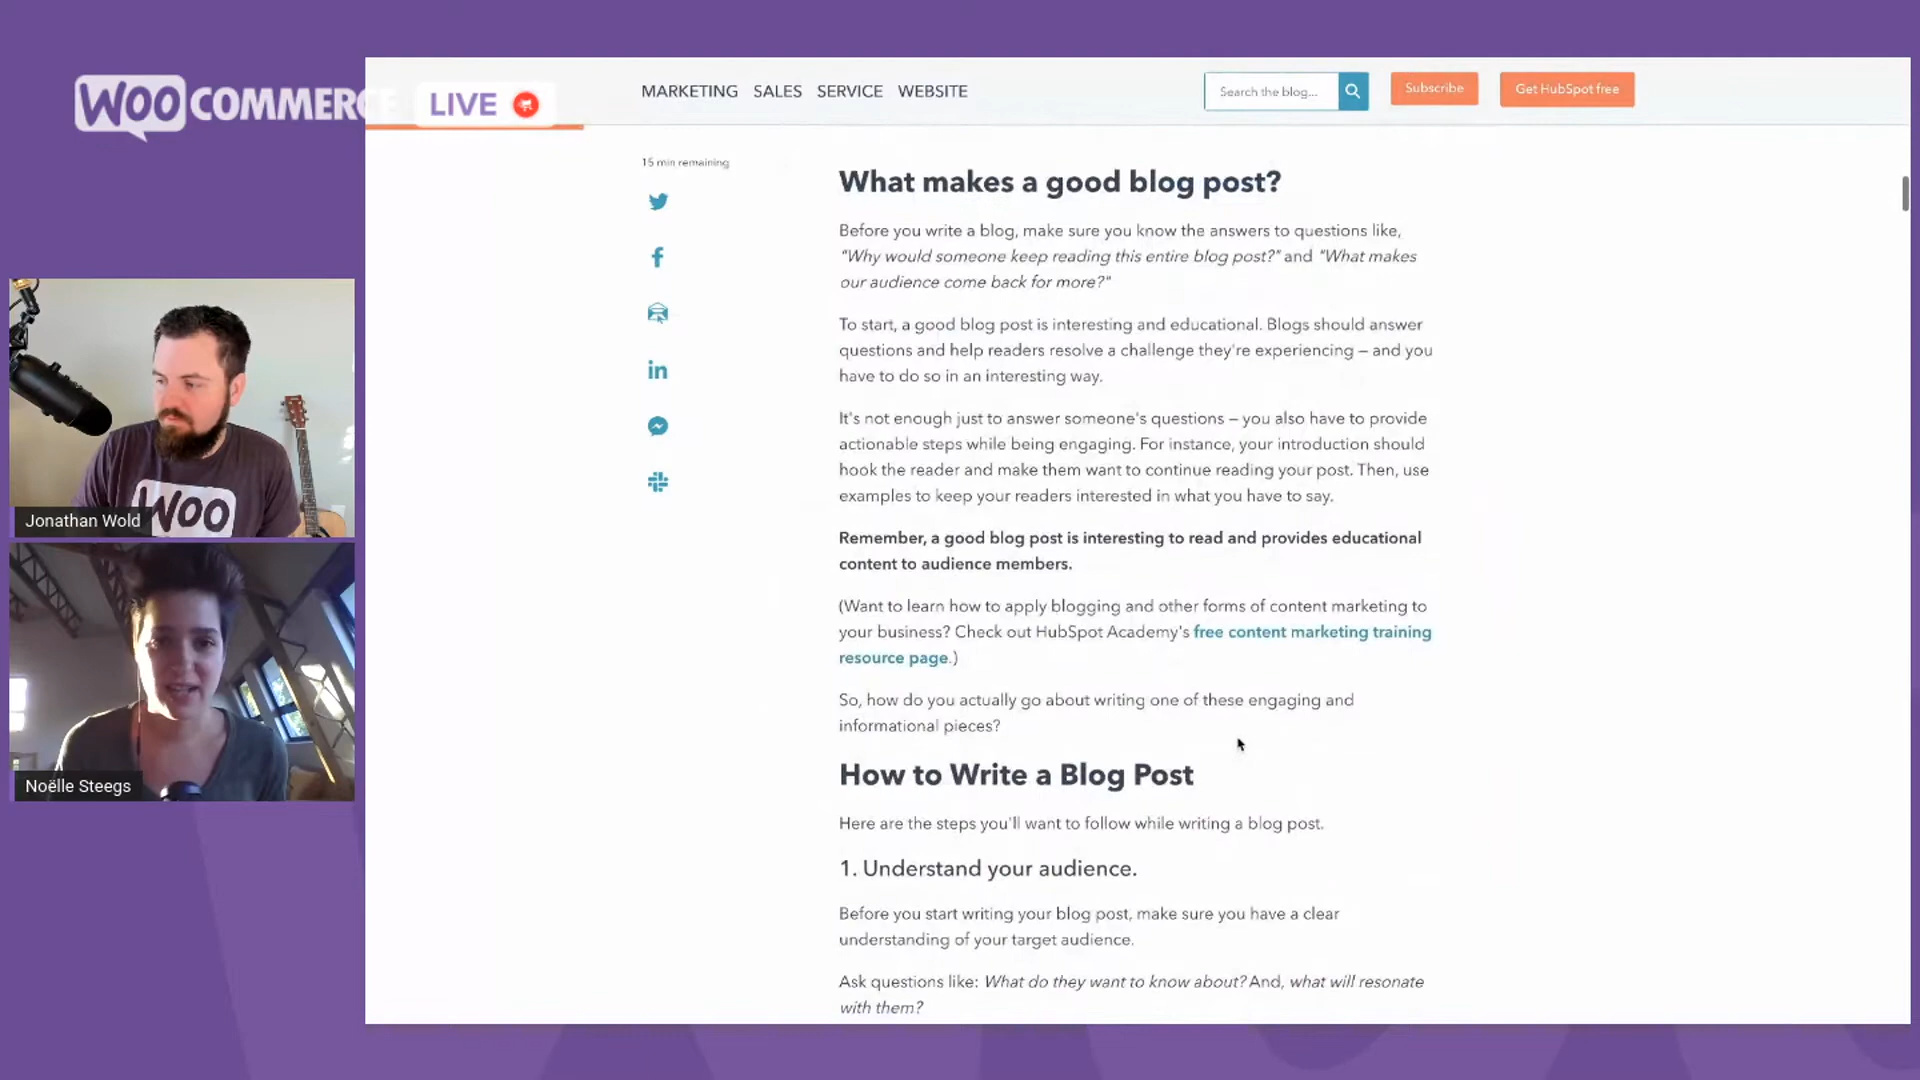 WOOCOMMERCE
LIVE
MARKETING SALES SERVICE WEBSITE
Search the blog...
Subscribe
Get HubSpot free
15 min remaining
What makes a good blog post?
Before you write a blog, make sure you know the answers to questions like,
"Why would someone keep reading this entire blog post?" and "What makes
our audience come back for more?"
To start, a good blog post is interesting and educational. Blogs should answer
questions and help readers resolve a challenge they're experiencing – and you
have to do so in an interesting way.
It's not enough just to answer someone's questions – you also have to provide
actionable steps while being engaging. For instance, your introduction should
hook the reader and make them want to continue reading your post. Then, use
examples to keep your readers interested in what you have to say.
Remember, a good blog post is interesting to read and provides educational
content to audience members.
(Want to learn how to apply blogging and other forms of content marketing to
your business? Check out HubSpot Academy's free content marketing training
resource page.)
So, how do you actually go about writing one of these engaging and
informational pieces?
How to Write a Blog Post
Here are the steps you'll want to follow while writing a blog post.
1. Understand your audience.
Before you start writing your blog post, make sure you have a clear
understanding of your target audience.
Ask questions like: What do they want to know about? And, what will resonate
with them?
WOO
Jonathan Wold
Noëlle Steegs